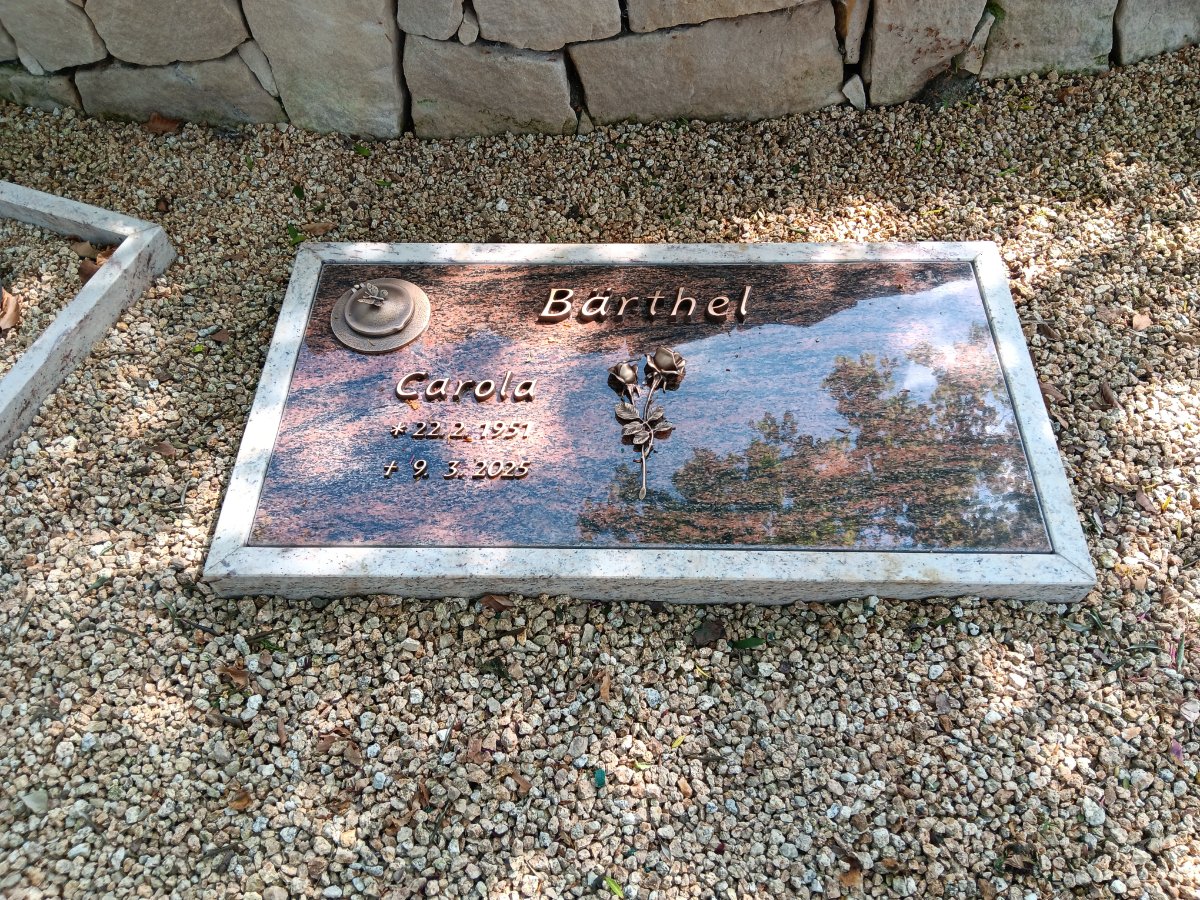 Bärthel
Carola
* 22. 2. 1951
+ 9. 3. 2025